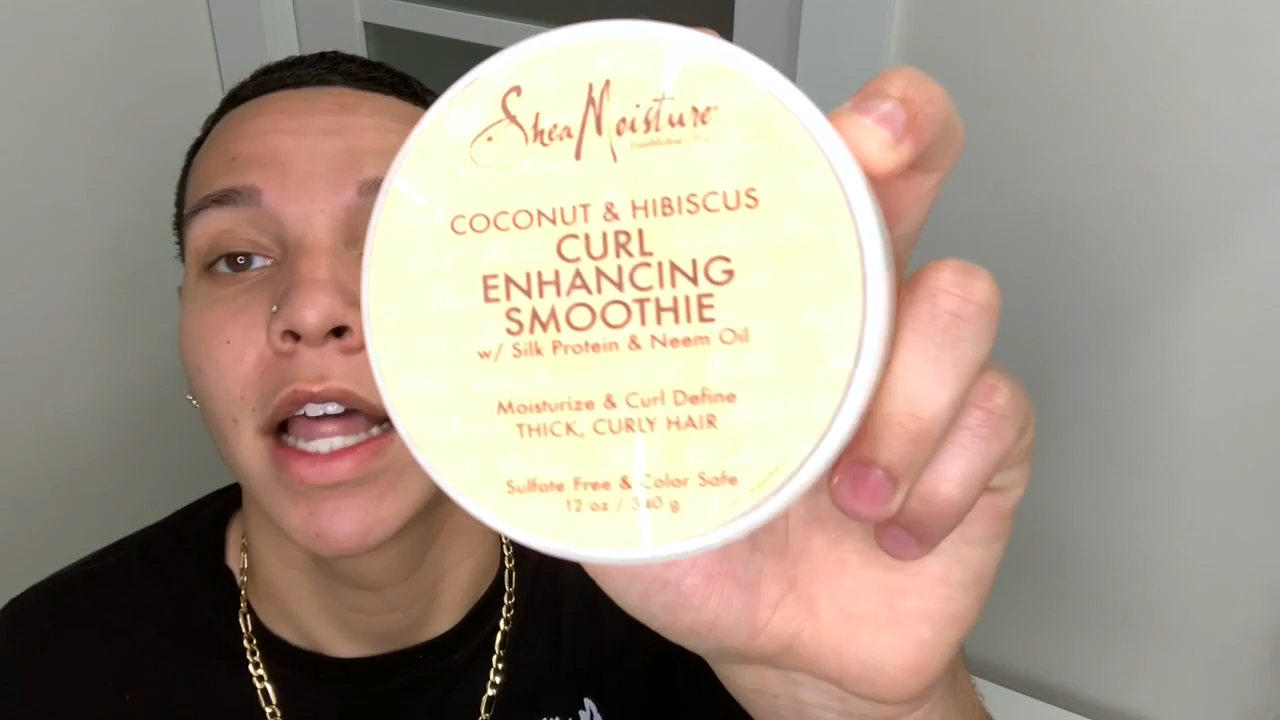 SheaMoisture
COCONUT & HIBISCUS
CURL
ENHANCING
SMOOTHIE
w/ Silk Protein & Neem Oil
Moisturize & Curl Define
THICK, CURLY HAIR
Sulfate Free & Color Safe
12 oz / 340 g